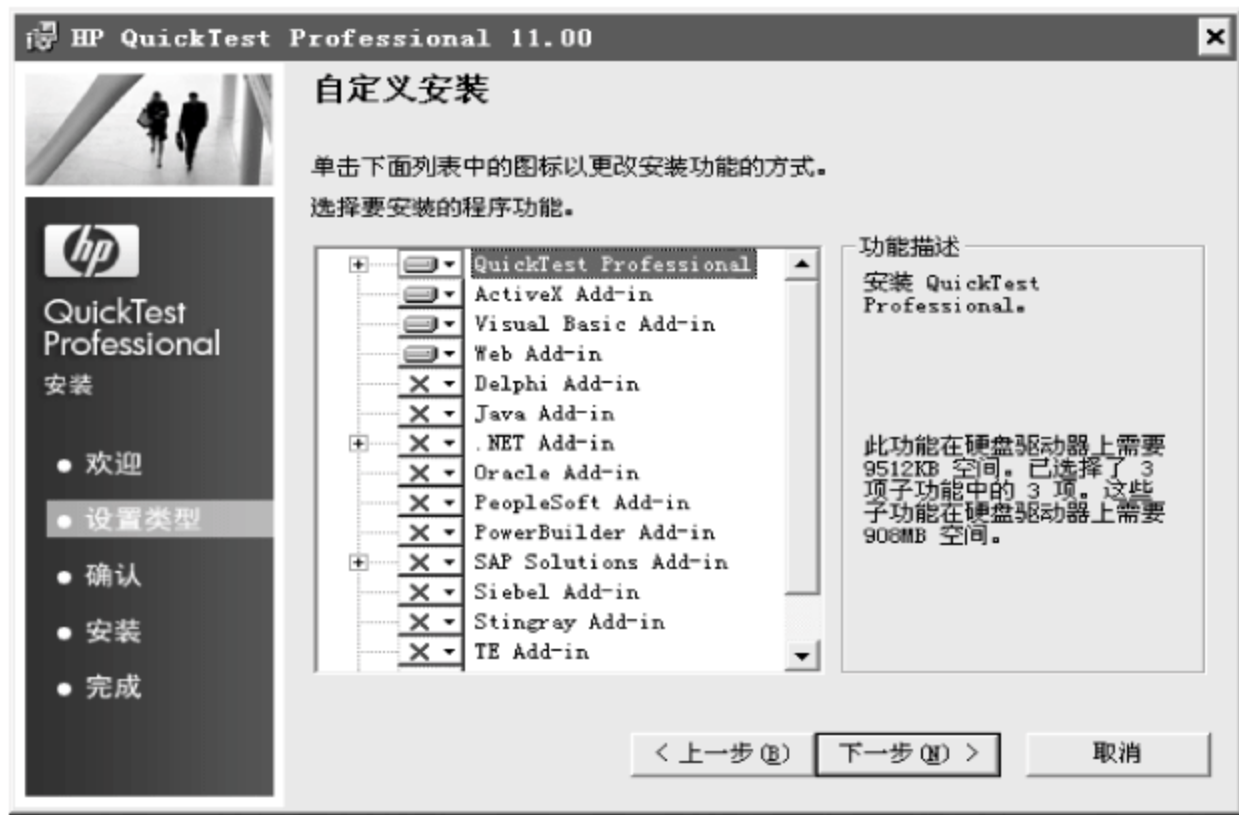 HP QuickTest Professional 11.00
自定义安装
单击下面列表中的图标以更改安装功能的方式。
选择要安装的程序功能。
hp
QuickTest
Professional
安装
欢迎
设置类型
确认
安装
完成
QuickTest Professional
ActiveX Add-in
Visual Basic Add-in
Web Add-in
Delphi Add-in
Java Add-in
.NET Add-in
Oracle Add-in
PeopleSoft Add-in
PowerBuilder Add-in
SAP Solutions Add-in
Siebel Add-in
Stingray Add-in
TE Add-in
功能描述
安装 QuickTest
Professional。
此功能在硬盘驱动器上需要
9512KB 空间。已选择了 3
项子功能中的 3 项。这些
子功能在硬盘驱动器上需要
908MB 空间。
< 上一步(B)
下一步(N) >
取消